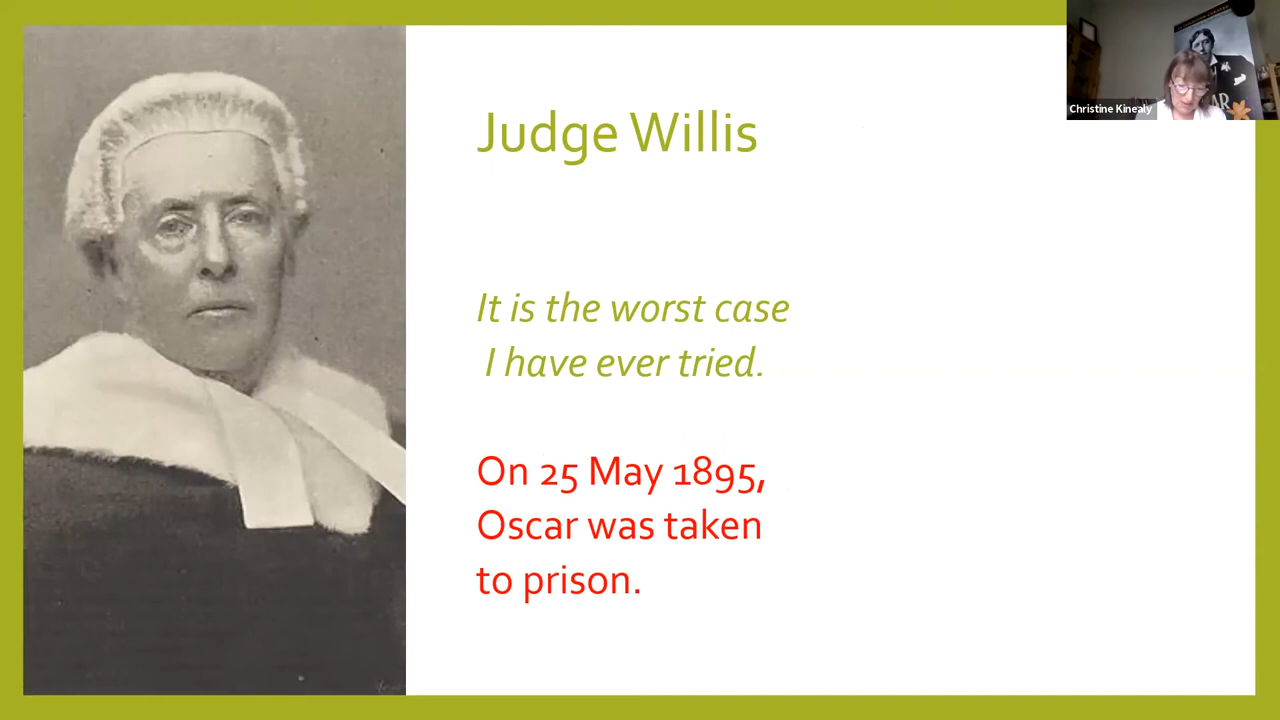 Christine Kinealy
AR
Judge Willis
It is the worst case
I have ever tried.
On 25 May 1895,
Oscar was taken
to prison.